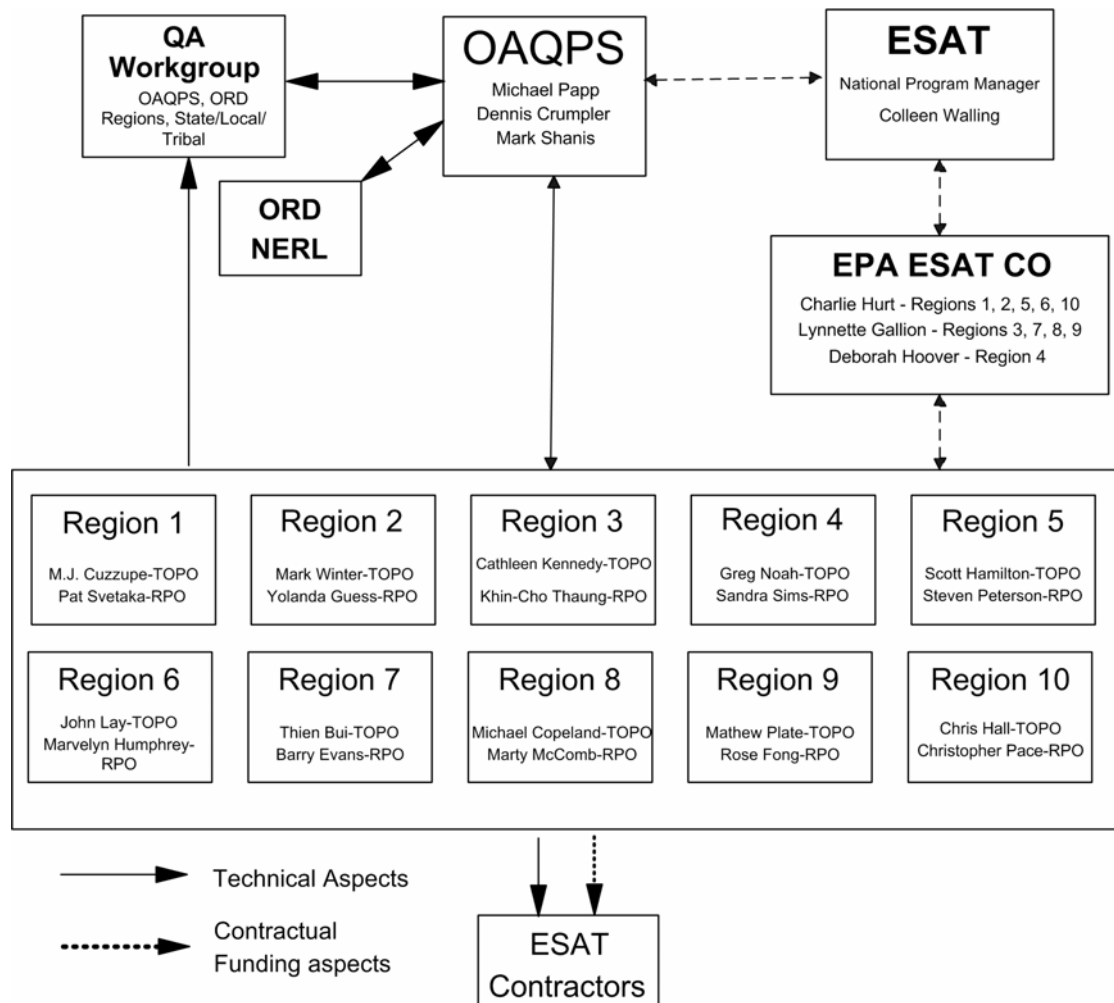 QA
Workgroup
OAQPS, ORD
Regions, State/Local/
Tribal
OAQPS
Michael Papp
Dennis Crumpler
Mark Shanis
ESAT
National Program Manager
Colleen Walling
ORD
NERL
EPA ESAT CO
Charlie Hurt - Regions 1, 2, 5, 6, 10
Lynnette Gallion - Regions 3, 7, 8, 9
Deborah Hoover - Region 4
Region 1
M.J. Cuzzupe-TOPO
Pat Svetaka-RPO
Region 2
Mark Winter-TOPO
Yolanda Guess-RPO
Region 3
Cathleen Kennedy-TOPO
Khin-Cho Thaung-RPO
Region 4
Greg Noah-TOPO
Sandra Sims-RPO
Region 5
Scott Hamilton-TOPO
Steven Peterson-RPO
Region 6
John Lay-TOPO
Marvelyn Humphrey-
RPO
Region 7
Thien Bui-TOPO
Barry Evans-RPO
Region 8
Michael Copeland-TOPO
Marty McComb-RPO
Region 9
Mathew Plate-TOPO
Rose Fong-RPO
Region 10
Chris Hall-TOPO
Christopher Pace-RPO
Technical Aspects
Contractual
Funding aspects
ESAT
Contractors